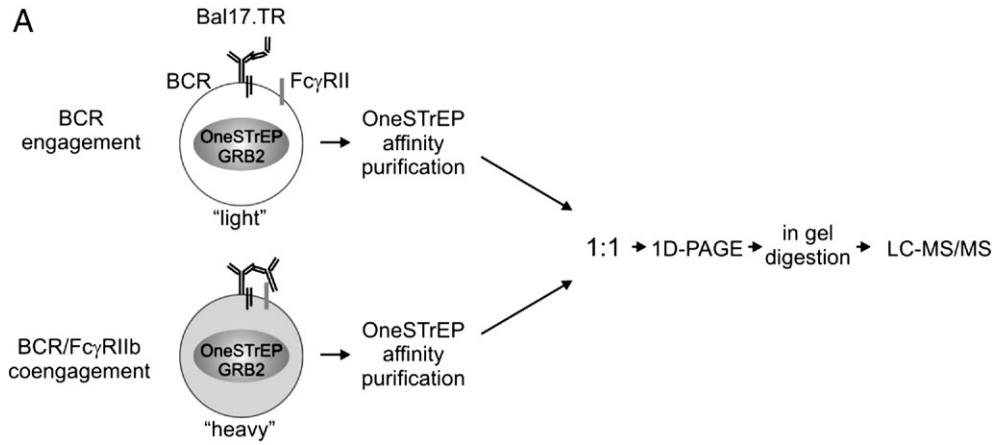 A
Bal17.TR
BCR
FcγRII
BCR
engagement
OneSTrEP
GRB2
OneSTrEP
affinity
purification
“light”
1:1
1D-PAGE
in gel
digestion
LC-MS/MS
BCR/FcγRIIb
coengagement
OneSTrEP
GRB2
OneSTrEP
affinity
purification
“heavy”